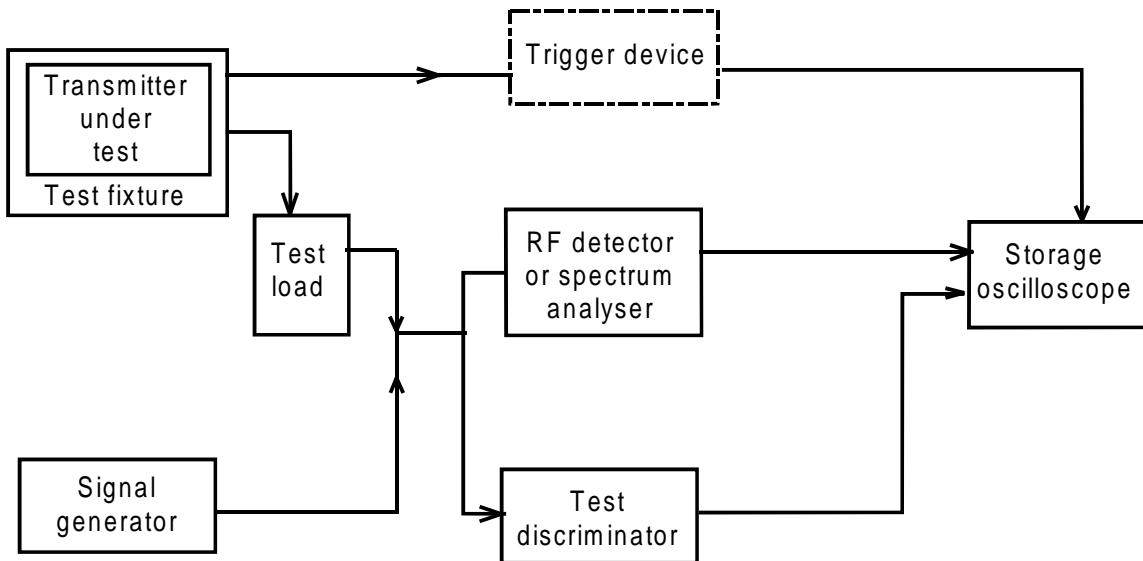 Trigger device
Transmitter
under
test
Test fixture
Test
load
RF detector
or spectrum
analyser
Storage
oscilloscope
Signal
generator
Test
discriminator